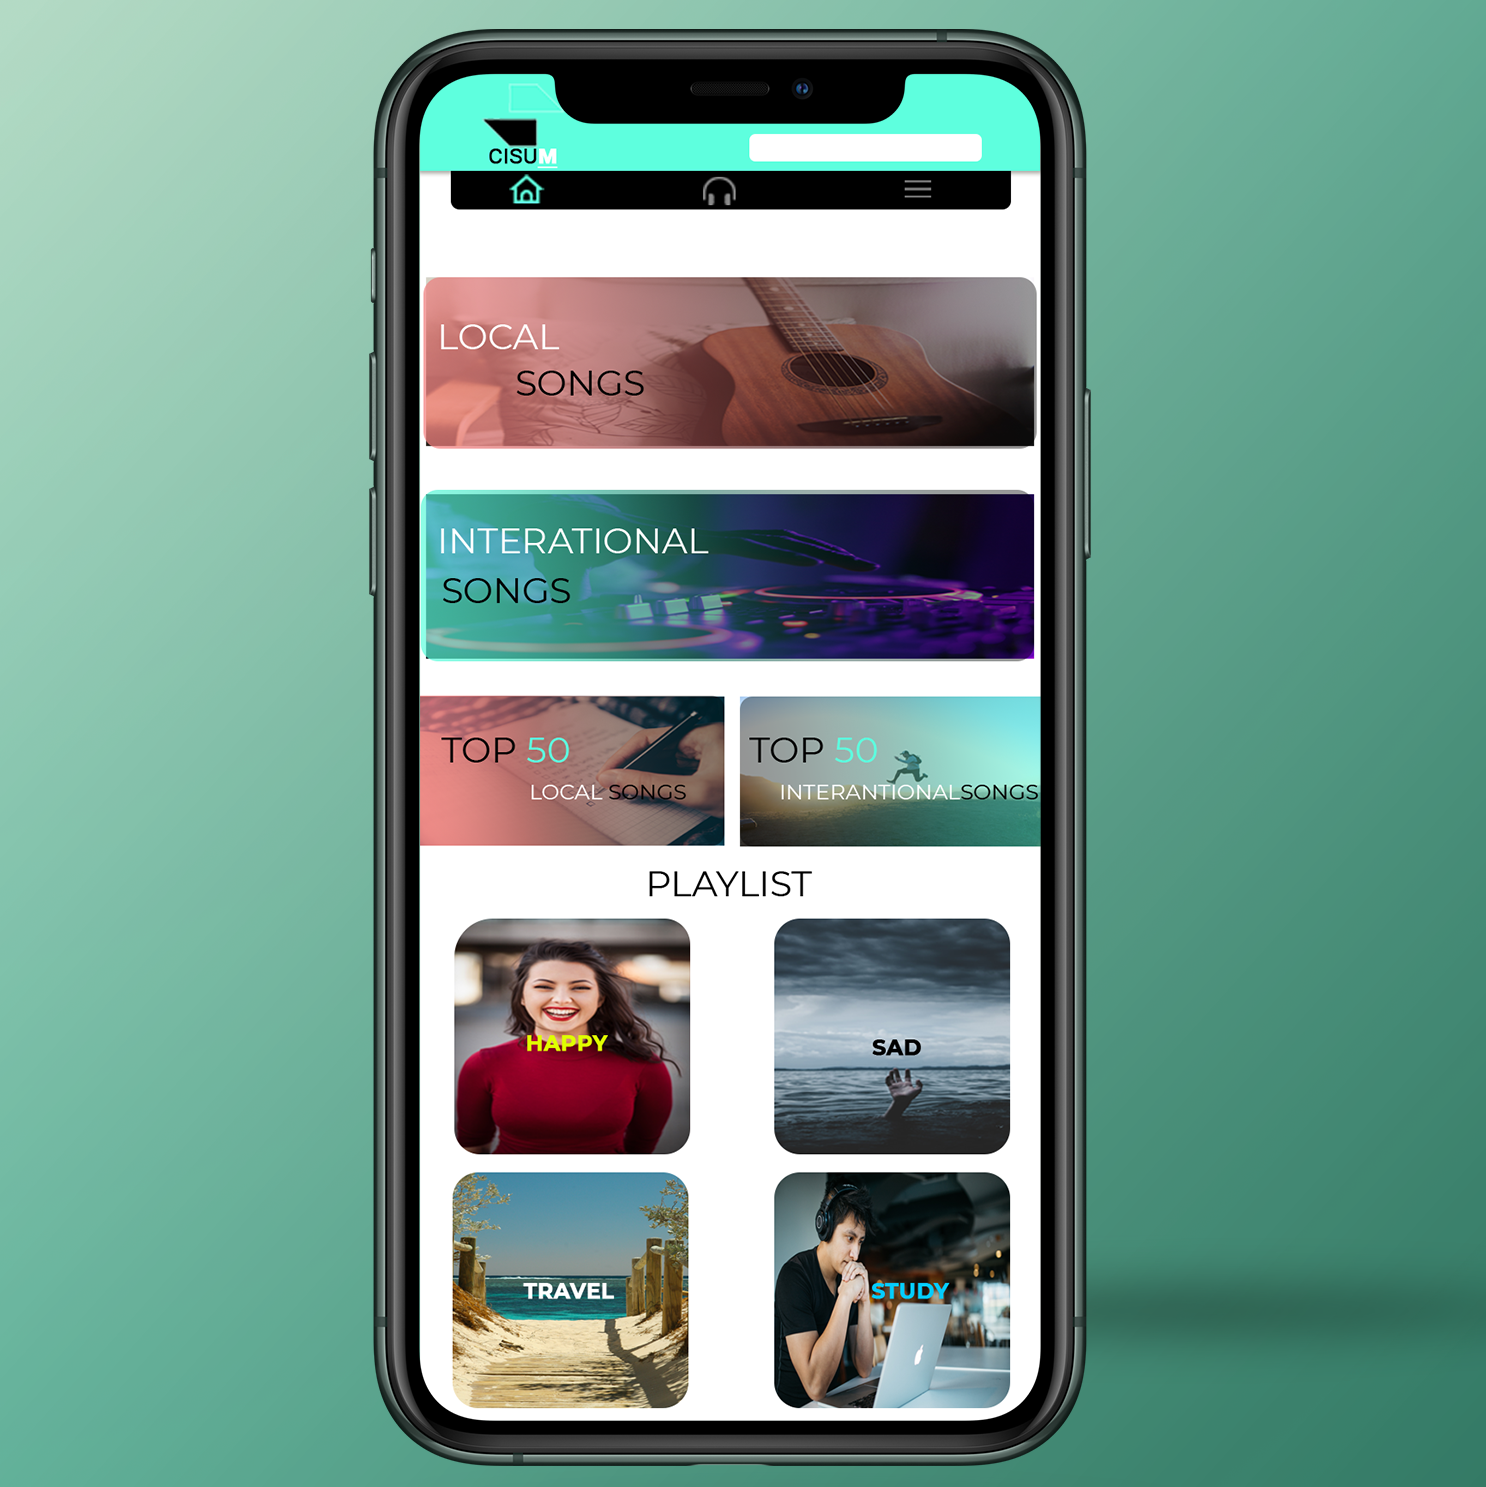 CISUM
LOCAL
SONGS
INTERATIONAL
SONGS
TOP 50
LOCAL SONGS
TOP 50
INTERANTIONALSONGS
PLAYLIST
HAPPY
SAD
TRAVEL
STUDY